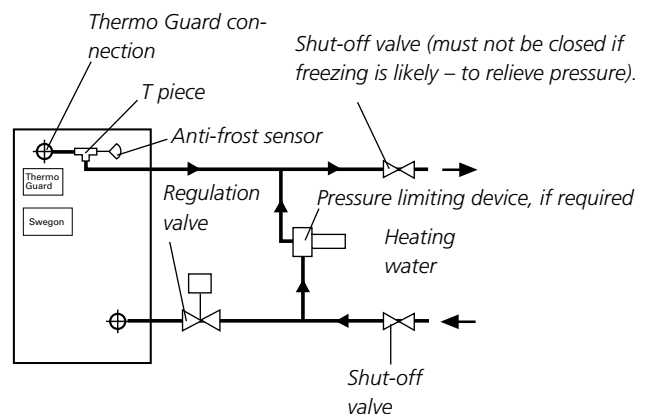 Thermo Guard con-
nection
Shut-off valve (must not be closed if
freezing is likely – to relieve pressure).
T piece
Anti-frost sensor
Thermo
Guard
Swegon
Regulation
valve
Pressure limiting device, if required
Heating
water
Shut-off
valve